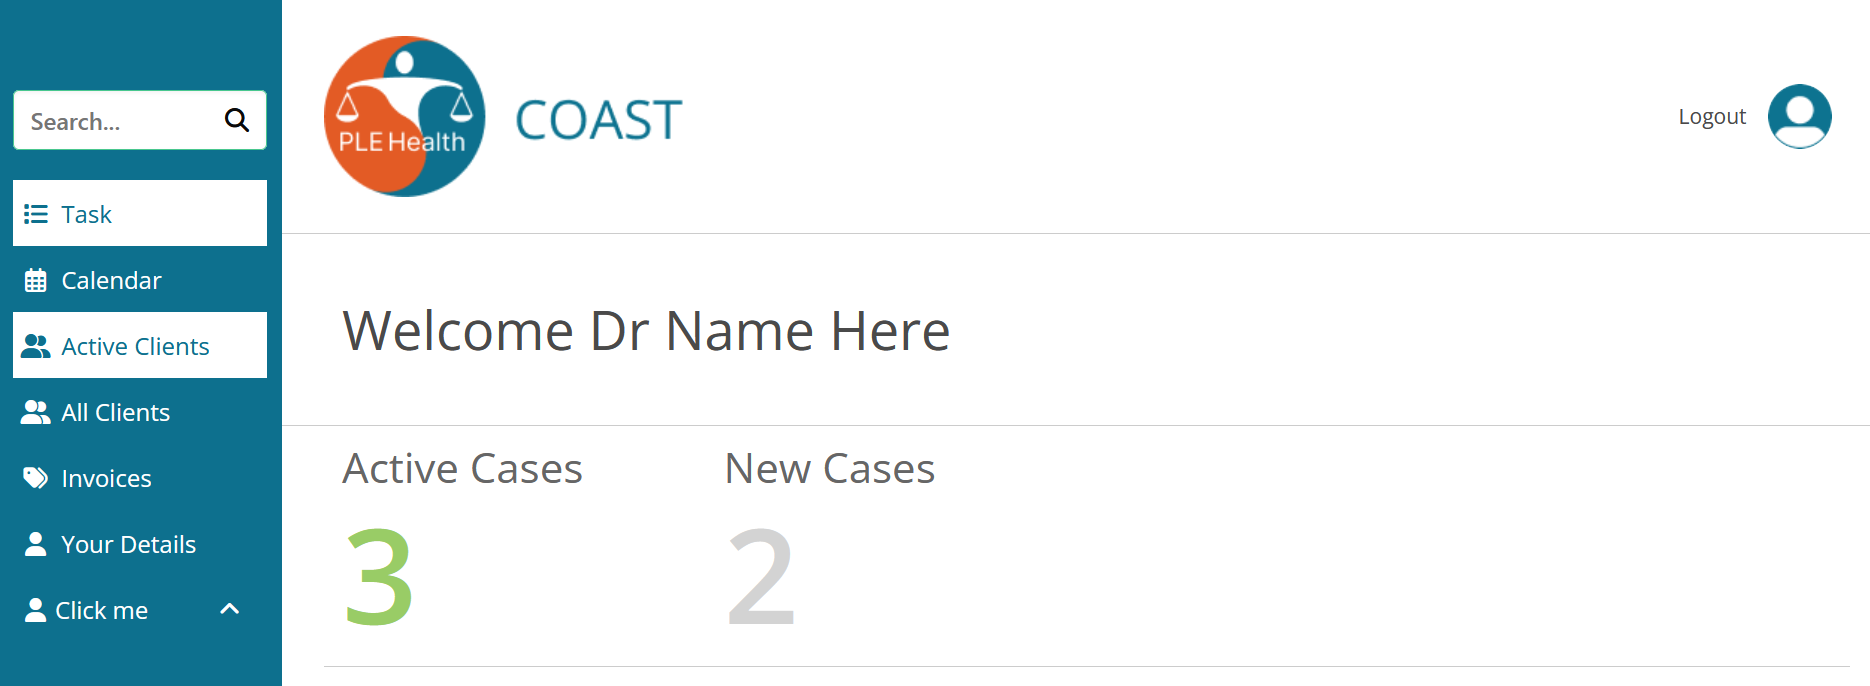 Search...
Task
Calendar
Active Clients
All Clients
Invoices
Your Details
Click me
PLE Health
COAST
Logout
Welcome Dr Name Here
Active Cases
3
New Cases
2